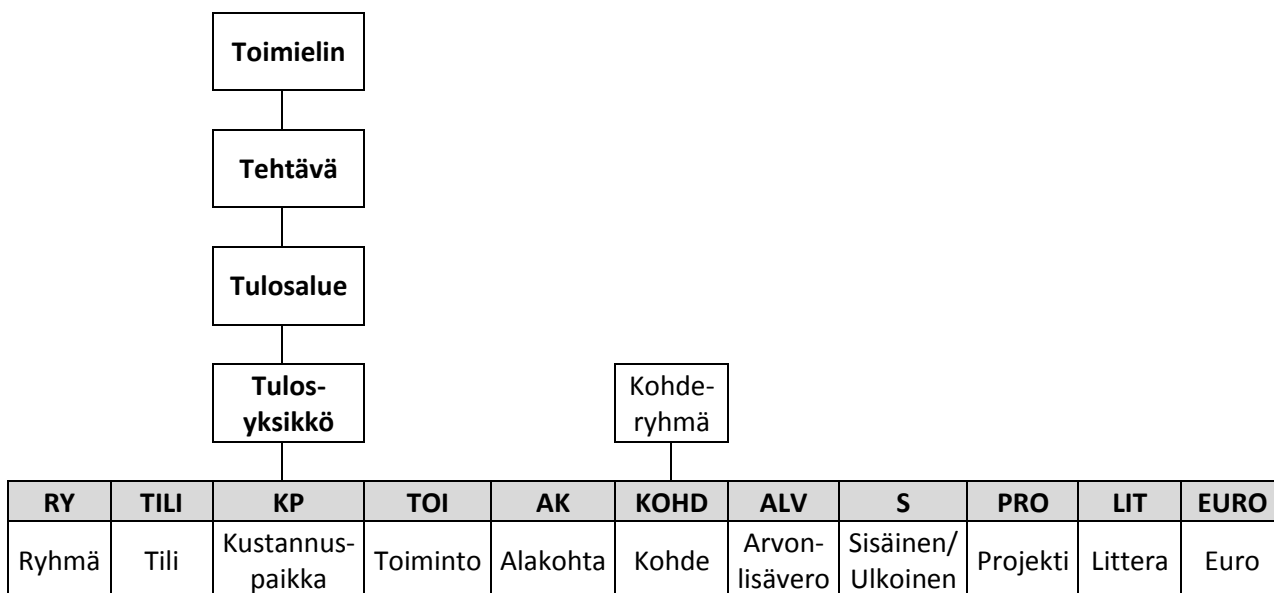 Toimielin
Tehtävä
Tulosalue
Tulos-
yksikkö
Kohde-
ryhmä
RY TILI KP TOI AK KOHD ALV S PRO LIT EURO
Ryhmä Tili Kustannus-
paikka Toiminto Alakohta Kohde Arvon-
lisävero Sisäinen/
Ulkoinen Projekti Littera Euro